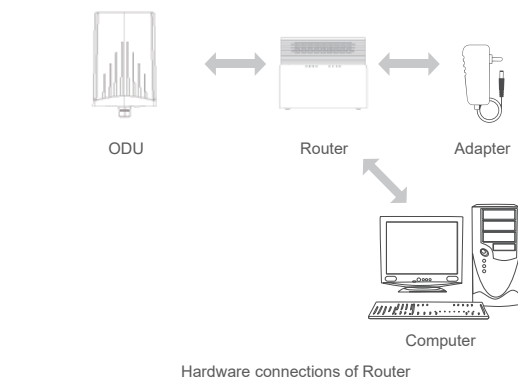 ODU
Router
Adapter
Computer
Hardware connections of Router